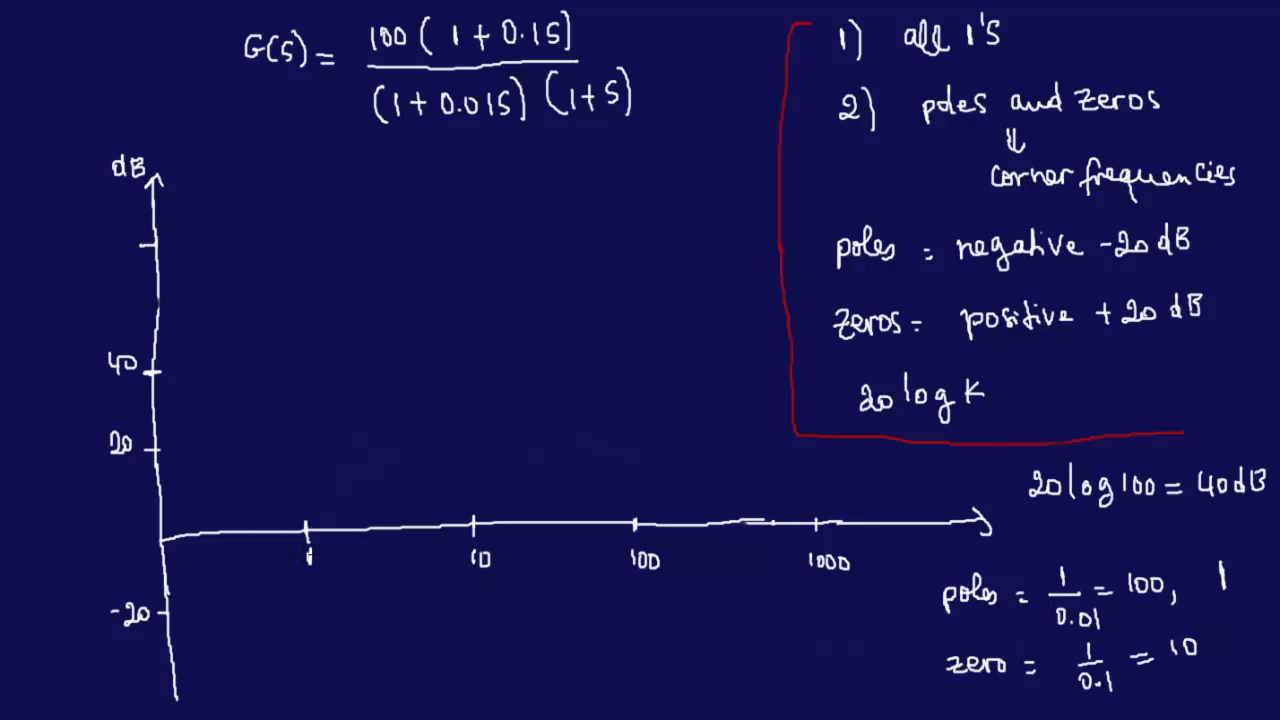 G(S) = 100 ( 1 + 0.1S)
(1 + 0.01S) (1+S)
1) all 1'S
2) poles and zeros
⇓
corner frequencies
poles = negative -20 dB
zeros = positive + 20 dB
20 log K
20 log 100 = 40 dB
poles = 1/0.01 = 100, 1
zero = 1/0.1 = 10
dB
40
20
-20
1 10 100 1000